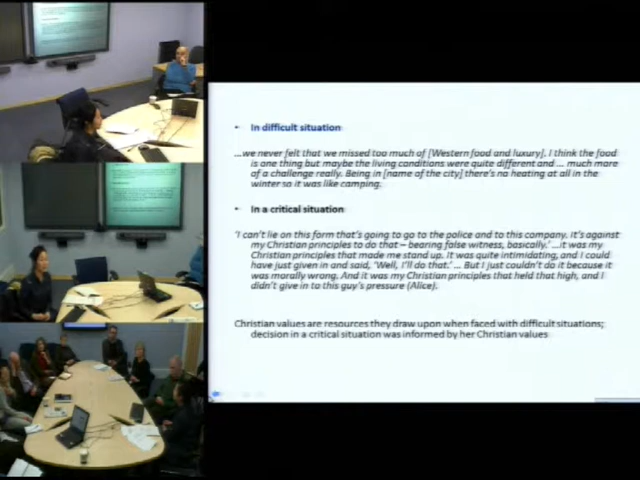 • In difficult situation
...we never felt that we missed too much of [Western food and luxury]. I think the food
is one thing but maybe the living conditions were quite different and ... much more
of a challenge really. Being in [name of the city] there's no heating at all in the
winter so it was like camping.
• In a critical situation
'I can't lie on this form that's going to go to the police and to this company. It's against
my Christian principles to do that – bearing false witness, basically.' ...it was my
Christian principles that made me stand up. It was quite intimidating, and I could
have just given in and said, 'Well, I'll do that.' ... But I just couldn't do it because it
was morally wrong. And it was my Christian principles that held that high, and I
didn't give in to this guy's pressure (Alice).
Christian values are resources they draw upon when faced with difficult situations;
decision in a critical situation was informed by her Christian values